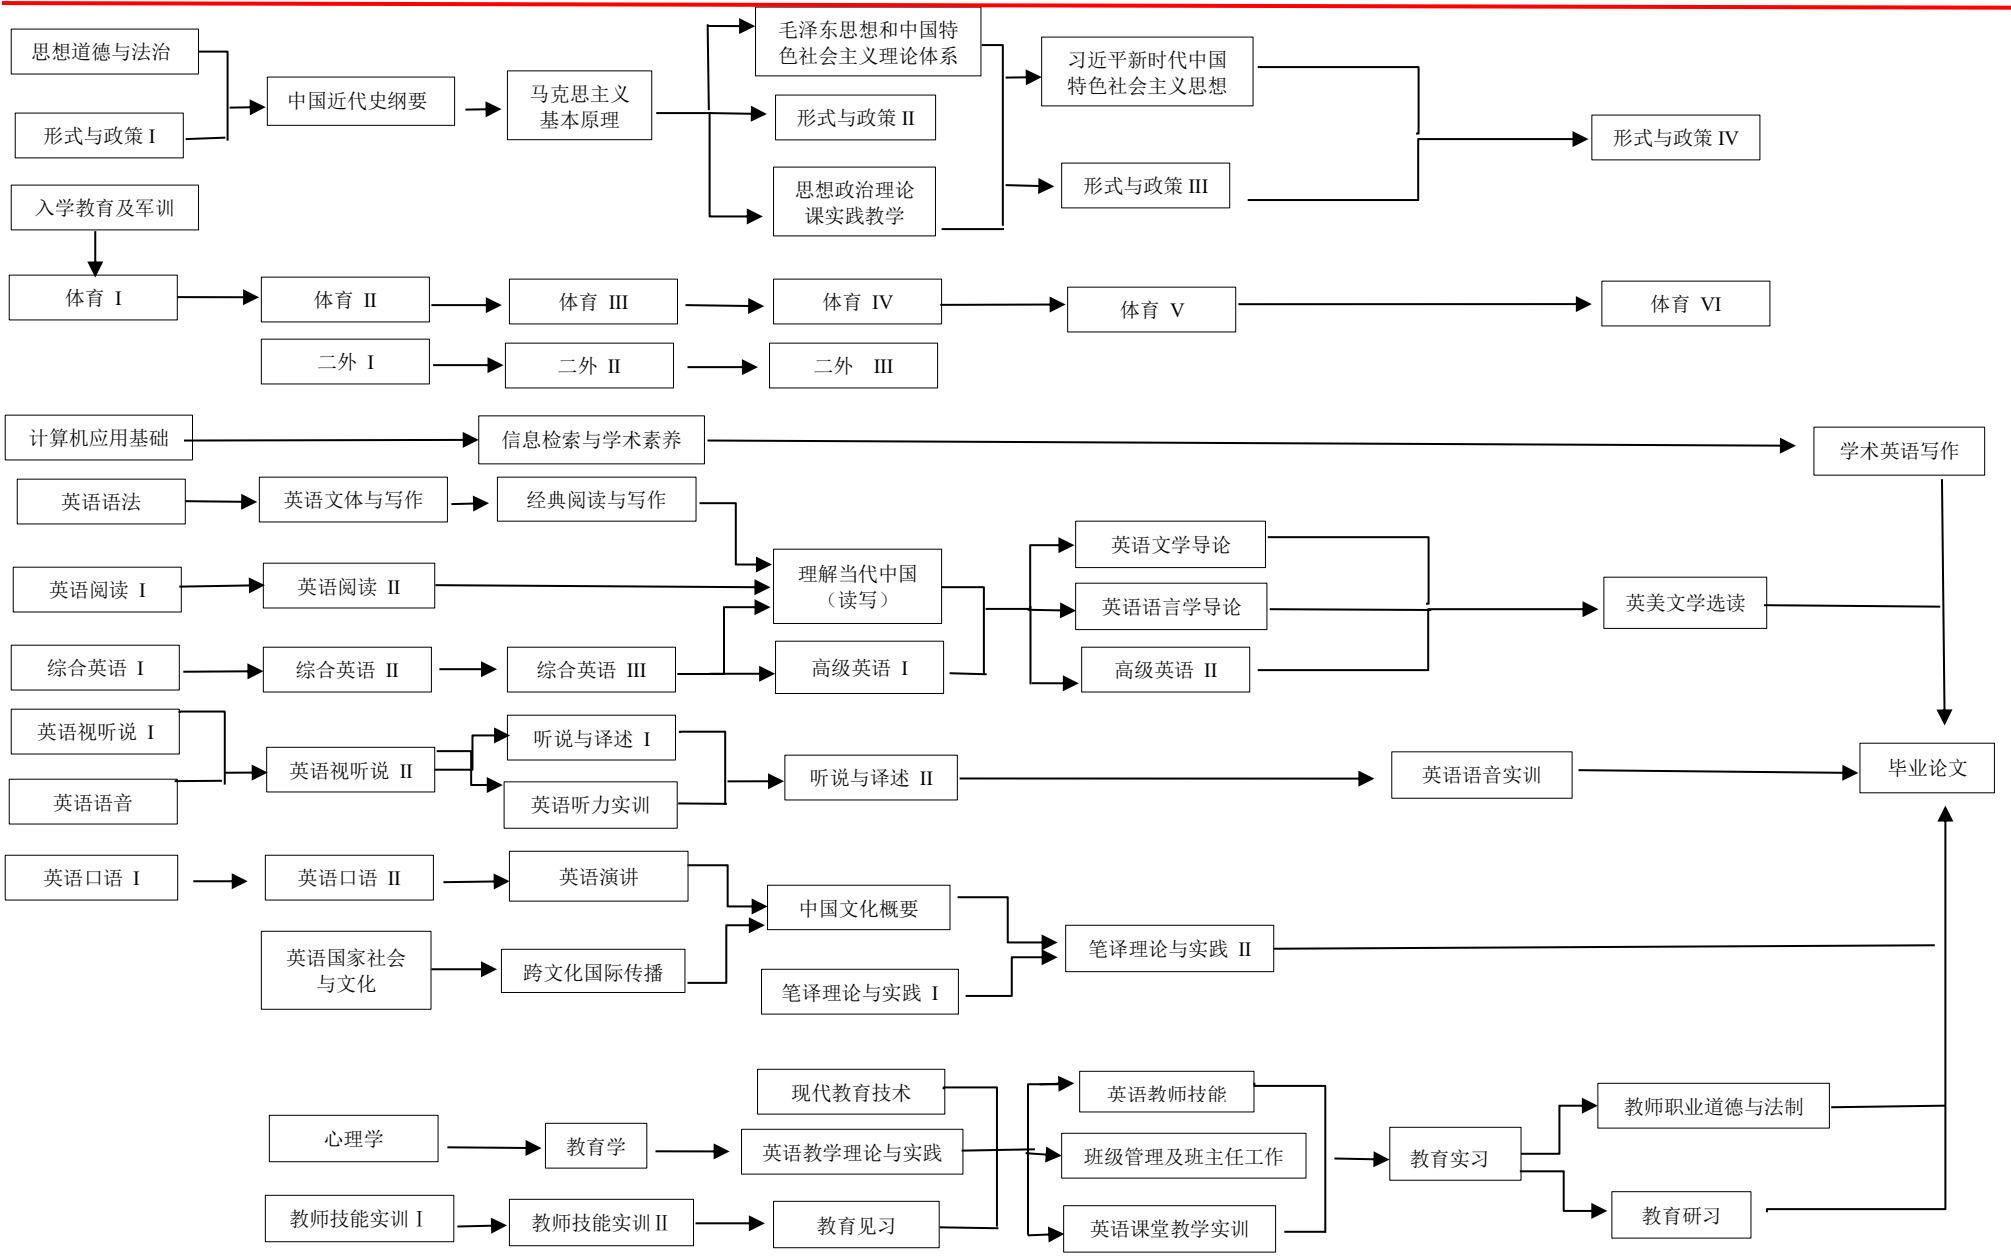 思想道德与法治
形式与政策 I
中国近代史纲要
马克思主义
基本原理
毛泽东思想和中国特
色社会主义理论体系
形式与政策 II
思想政治理论
课实践教学
习近平新时代中国
特色社会主义思想
形式与政策 III
形式与政策 IV
入学教育及军训
体育 I
体育 II
体育 III
体育 IV
体育 V
体育 VI
二外 I
二外 II
二外 III
计算机应用基础
信息检索与学术素养
学术英语写作
英语语法
英语文体与写作
经典阅读与写作
英语阅读 I
英语阅读 II
理解当代中国
（读写）
英语文学导论
英语语言学导论
英美文学选读
综合英语 I
综合英语 II
综合英语 III
高级英语 I
高级英语 II
英语视听说 I
英语语音
英语视听说 II
听说与译述 I
英语听力实训
听说与译述 II
英语语音实训
毕业论文
英语口语 I
英语口语 II
英语演讲
中国文化概要
英语国家社会
与文化
跨文化国际传播
笔译理论与实践 I
笔译理论与实践 II
现代教育技术
英语教师技能
心理学
教育学
英语教学理论与实践
班级管理及班主任工作
教育实习
教师职业道德与法制
教师技能实训 I
教师技能实训 II
教育见习
英语课堂教学实训
教育研习